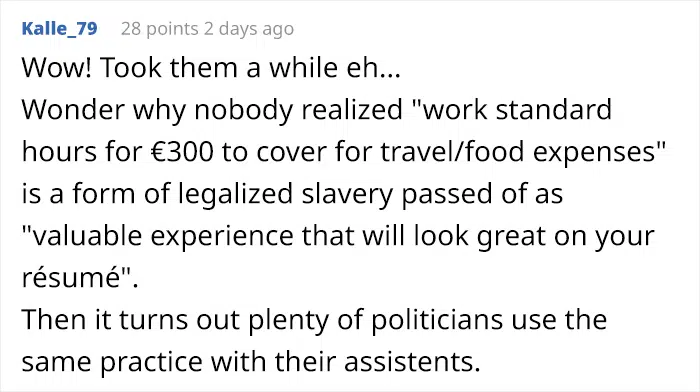 Kalle_79 28 points 2 days ago
Wow! Took them a while eh...
Wonder why nobody realized "work standard
hours for €300 to cover for travel/food expenses"
is a form of legalized slavery passed of as
"valuable experience that will look great on your
résumé".
Then it turns out plenty of politicians use the
same practice with their assistents.